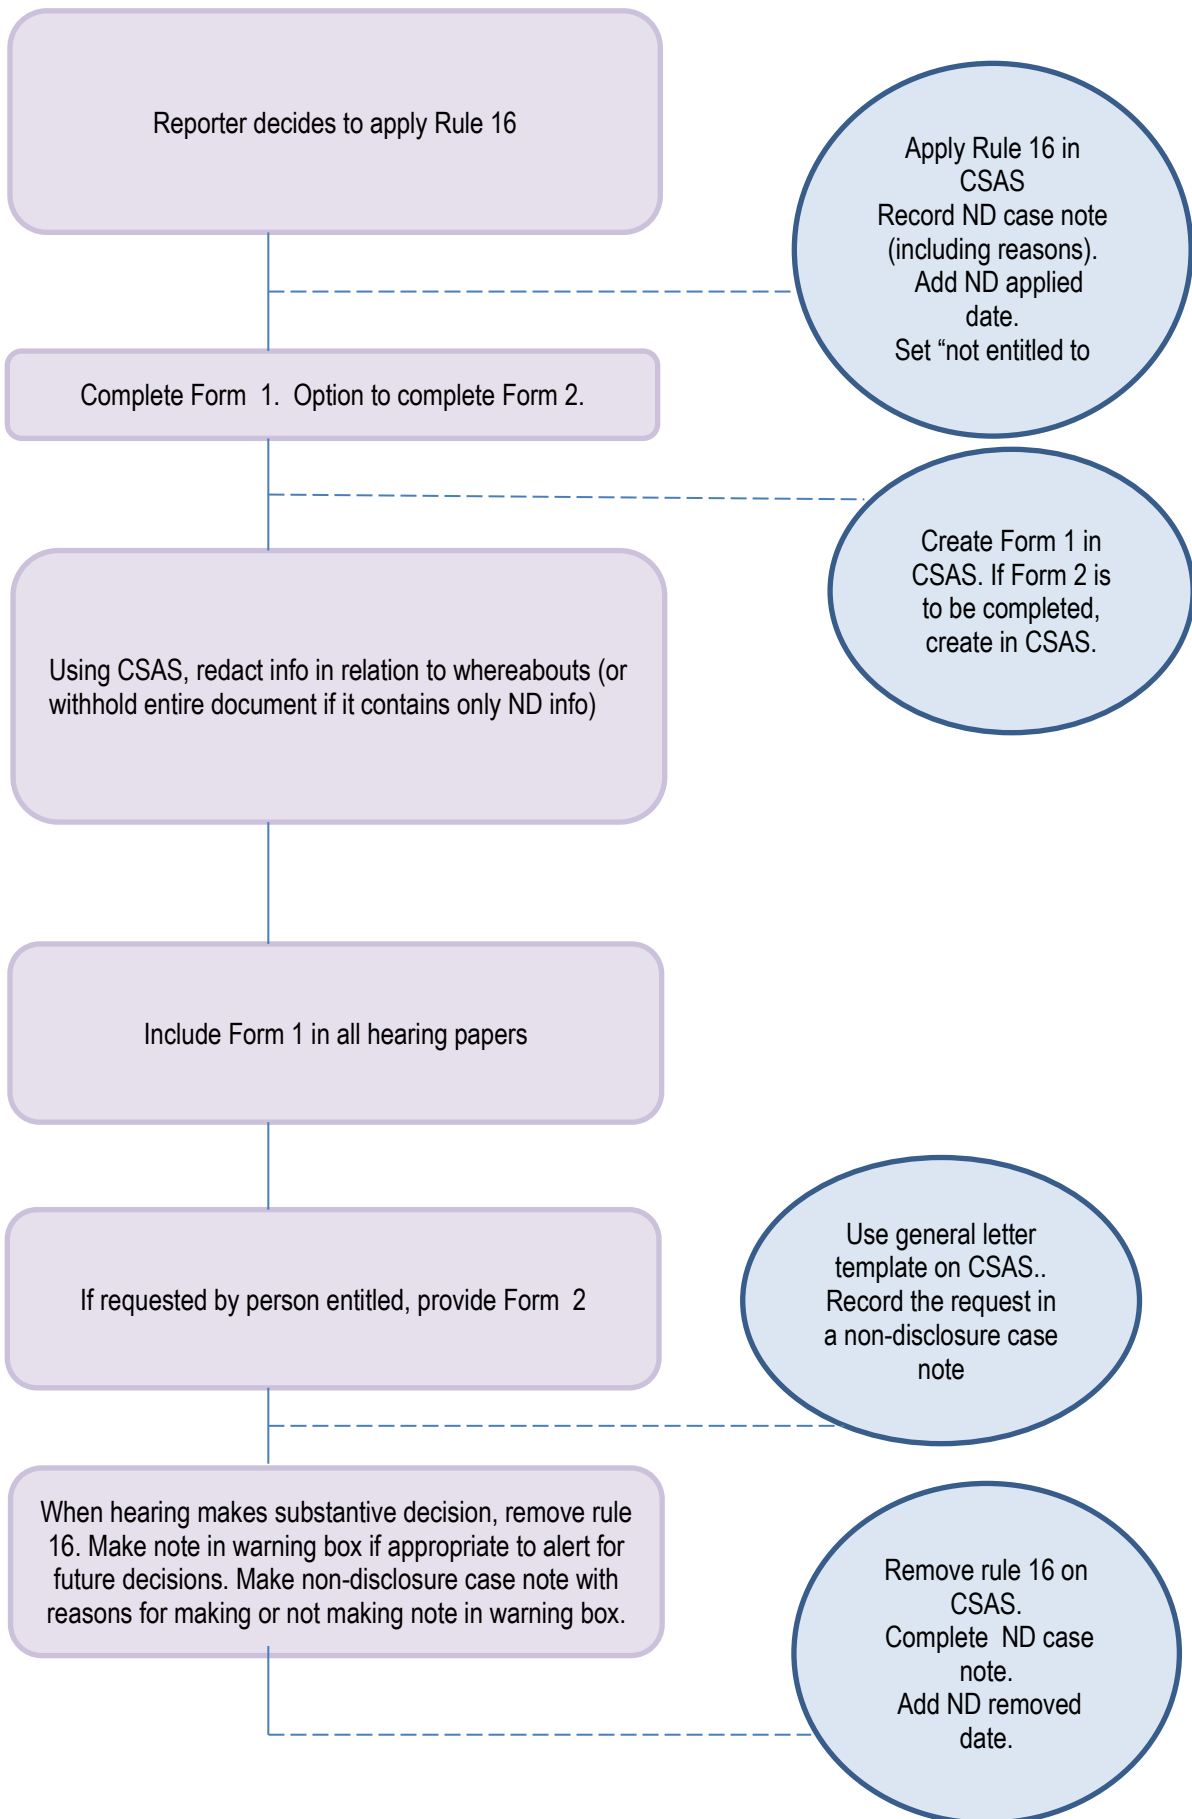 Reporter decides to apply Rule 16
Apply Rule 16 in
CSAS
Record ND case note
(including reasons).
Add ND applied
date.
Set “not entitled to
Complete Form 1. Option to complete Form 2.
Create Form 1 in
CSAS. If Form 2 is
to be completed,
create in CSAS.
Using CSAS, redact info in relation to whereabouts (or
withhold entire document if it contains only ND info)
Include Form 1 in all hearing papers
If requested by person entitled, provide Form 2
Use general letter
template on CSAS..
Record the request in
a non-disclosure case
note
When hearing makes substantive decision, remove rule
16. Make note in warning box if appropriate to alert for
future decisions. Make non-disclosure case note with
reasons for making or not making note in warning box.
Remove rule 16 on
CSAS.
Complete ND case
note.
Add ND removed
date.